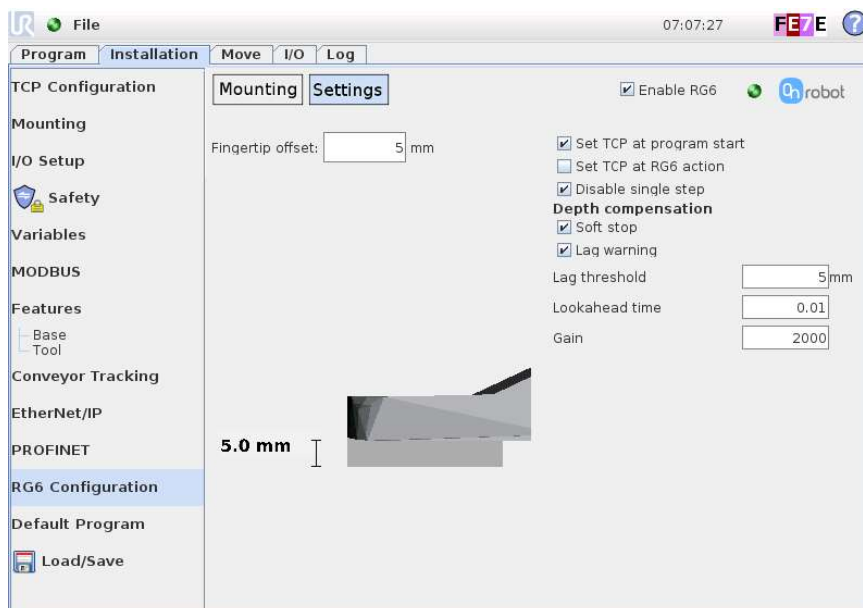 UR File 07:07:27 FE7E ?
Program Installation Move I/O Log
TCP Configuration
Mounting
I/O Setup
Safety
Variables
MODBUS
Features
Base
Tool
Conveyor Tracking
EtherNet/IP
PROFINET
RG6 Configuration
Default Program
Load/Save
Mounting Settings
Enable RG6 On robot
Fingertip offset: 5 mm
Set TCP at program start
Set TCP at RG6 action
Disable single step
Depth compensation
Soft stop
Lag warning
Lag threshold 5 mm
Lookahead time 0.01
Gain 2000
5.0 mm